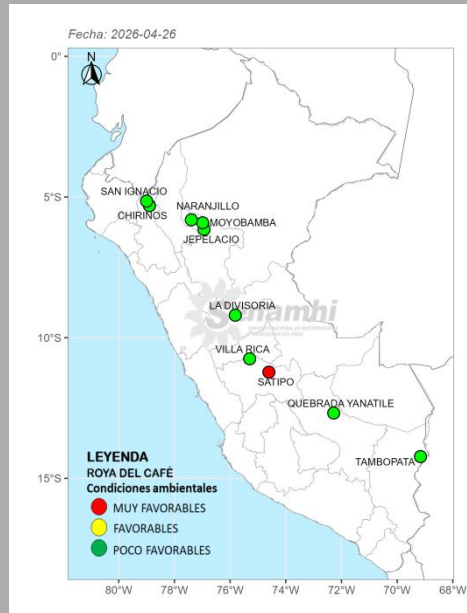 Fecha: 2026-04-26
N
0°
SAN IGNACIO
NARANJILLO
5°S
CHIRINOS
MOYOBAMBA
JEPELACIO
LA DIVISORIA
Senamhi
10°S
VILLA RICA
SATIPO
QUEBRADA YANATILE
TAMBOPATA
LEYENDA
ROYA DEL CAFÉ
Condiciones ambientales
15°S
MUY FAVORABLES
FAVORABLES
POCO FAVORABLES
80°W 78°W 76°W 74°W 72°W 70°W 68°W